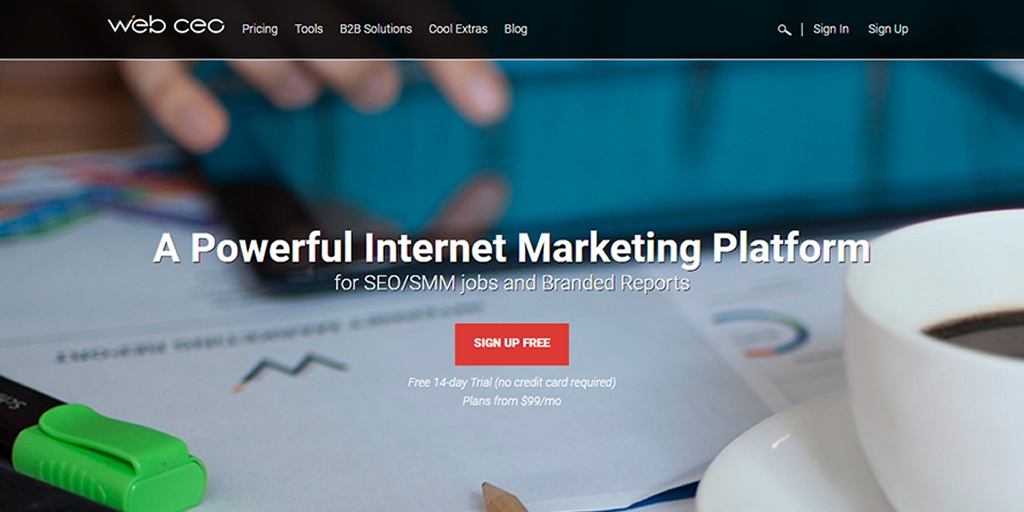 web ceo
Pricing
Tools
B2B Solutions
Cool Extras
Blog
Sign In
Sign Up
A Powerful Internet Marketing Platform
for SEO/SMM jobs and Branded Reports
SIGN UP FREE
Free 14-day Trial (no credit card required)
Plans from $99/mo